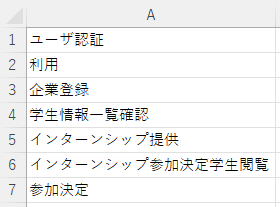 A
1 ユーザ認証
2 利用
3 企業登録
4 学生情報一覧確認
5 インターンシップ提供
6 インターンシップ参加決定学生閲覧
7 参加決定